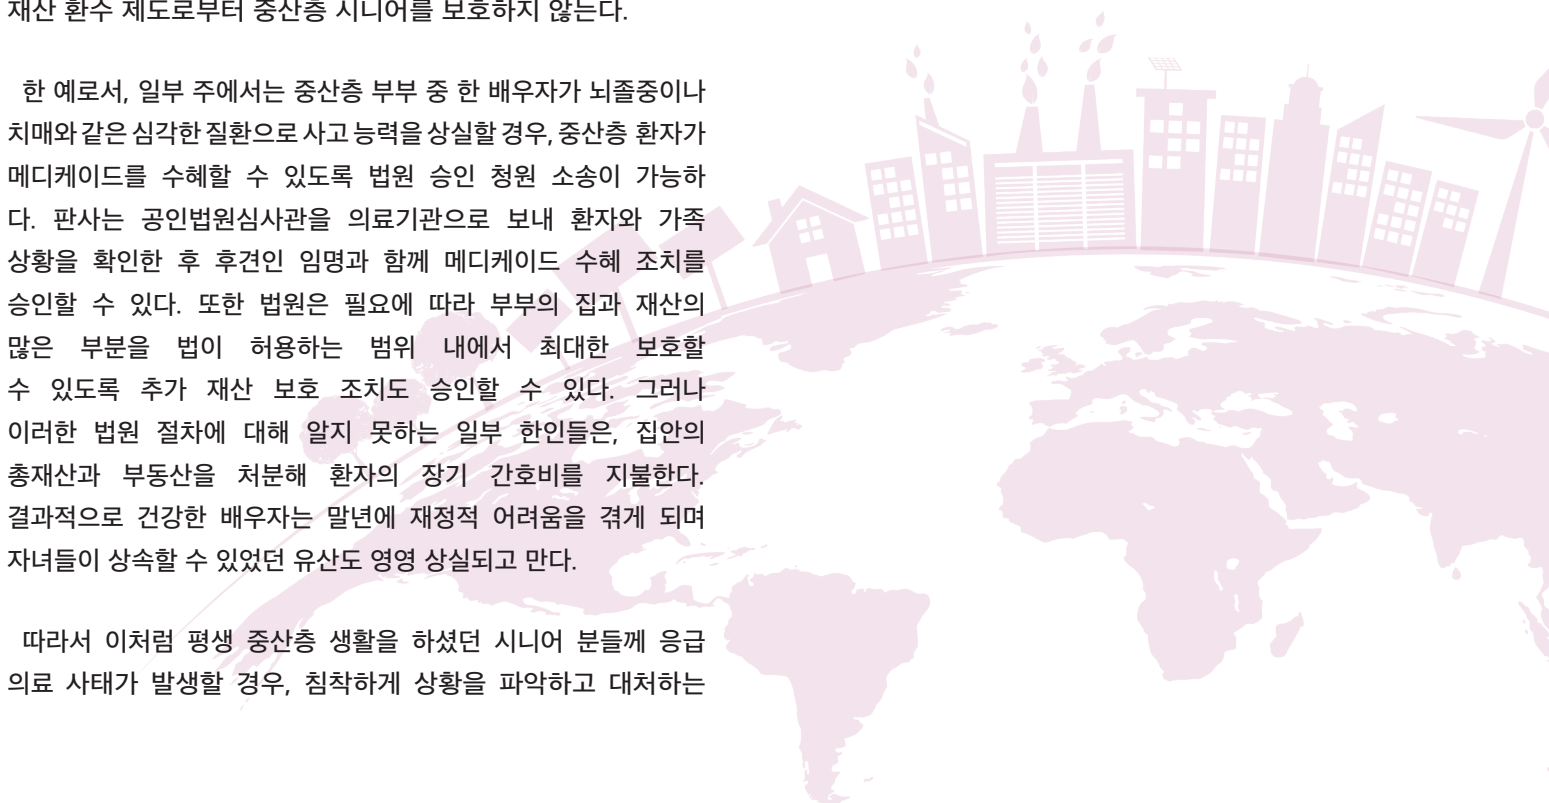 재산 환수 제도로부터 중산층 시니어를 보호하지 않는다.
한 예로서, 일부 주에서는 중산층 부부 중 한 배우자가 뇌졸중이나
치매와 같은 심각한 질환으로 사고 능력을 상실할 경우, 중산층 환자가
메디케이드를 수혜할 수 있도록 법원 승인 청원 소송이 가능하
다. 판사는 공인법원심사관을 의료기관으로 보내 환자와 가족
상황을 확인한 후 후견인 임명과 함께 메디케이드 수혜 조치를
승인할 수 있다. 또한 법원은 필요에 따라 부부의 집과 재산의
많은 부분을 법이 허용하는 범위 내에서 최대한 보호할
수 있도록 추가 재산 보호 조치도 승인할 수 있다. 그러나
이러한 법원 절차에 대해 알지 못하는 일부 한인들은, 집안의
총재산과 부동산을 처분해 환자의 장기 간호비를 지불한다.
결과적으로 건강한 배우자는 말년에 재정적 어려움을 겪게 되며
자녀들이 상속할 수 있었던 유산도 영영 상실되고 만다.
따라서 이처럼 평생 중산층 생활을 하셨던 시니어 분들께 응급
의료 사태가 발생할 경우, 침착하게 상황을 파악하고 대처하는